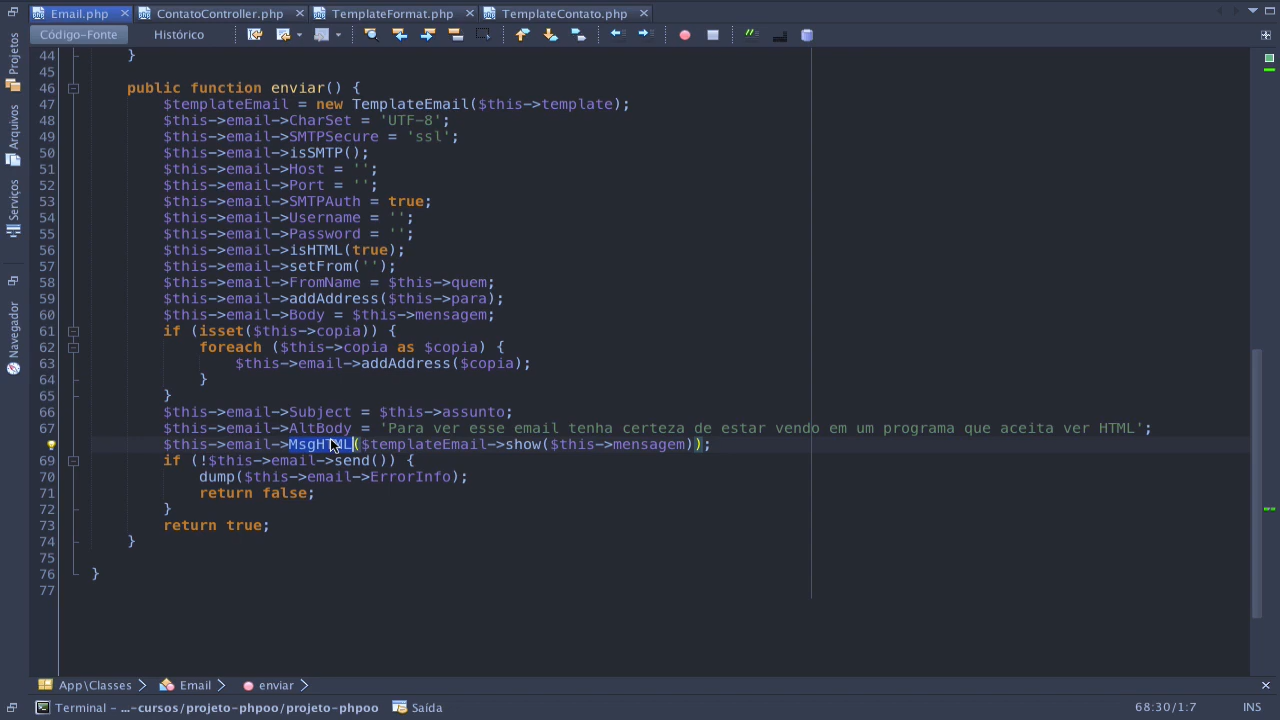 Email.php
ContatoController.php
TemplateFormat.php
TemplateContato.php
Código-Fonte
Histórico
Projetos
Arquivos
Serviços
Navegador
44 }
45
46 public function enviar() {
47 $templateEmail = new TemplateEmail($this->template);
48 $this->email->CharSet = 'UTF-8';
49 $this->email->SMTPSecure = 'ssl';
50 $this->email->isSMTP();
51 $this->email->Host = '';
52 $this->email->Port = '';
53 $this->email->SMTPAuth = true;
54 $this->email->Username = '';
55 $this->email->Password = '';
56 $this->email->isHTML(true);
57 $this->email->setFrom('');
58 $this->email->FromName = $this->quem;
59 $this->email->addAddress($this->para);
60 $this->email->Body = $this->mensagem;
61 if (isset($this->copia)) {
62 foreach ($this->copia as $copia) {
63 $this->email->addAddress($copia);
64 }
65 }
66 $this->email->Subject = $this->assunto;
67 $this->email->AltBody = 'Para ver esse email tenha certeza de estar vendo em um programa que aceita ver HTML';
$this->email->MsgHTML($templateEmail->show($this->mensagem));
69 if (!$this->email->send()) {
70 dump($this->email->ErrorInfo);
71 return false;
72 }
73 return true;
74 }
75
76 }
77
App\Classes
Email
enviar
Terminal - ...-cursos/projeto-phpoo/projeto-phpoo
Saída
68:30/1:7
INS